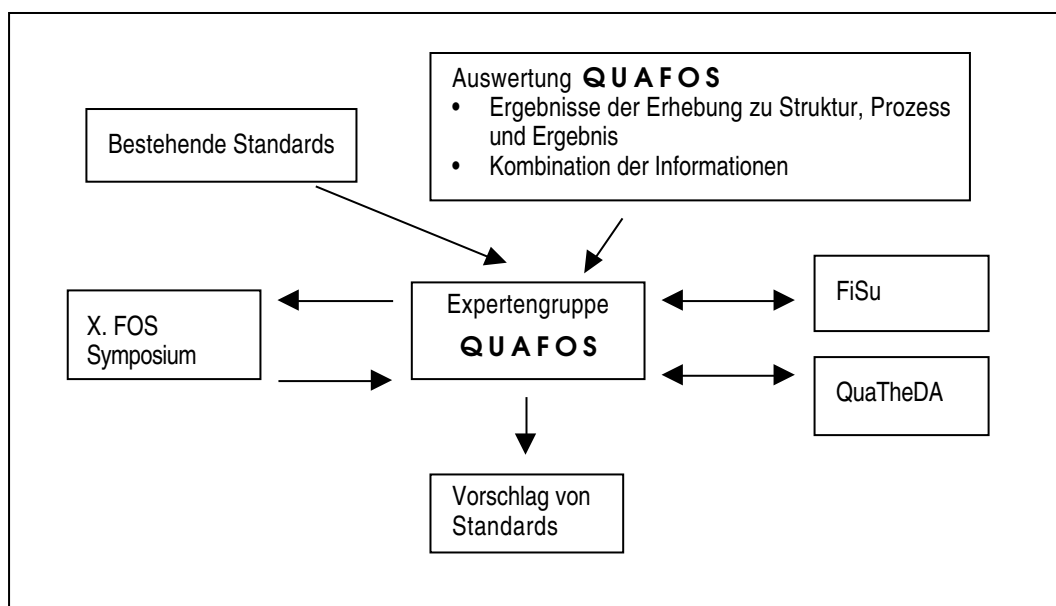 Bestehende Standards
Auswertung QUAFOS
• Ergebnisse der Erhebung zu Struktur, Prozess
und Ergebnis
• Kombination der Informationen
X. FOS
Symposium
Expertengruppe
QUAFOS
FiSu
QuaTheDA
Vorschlag von
Standards